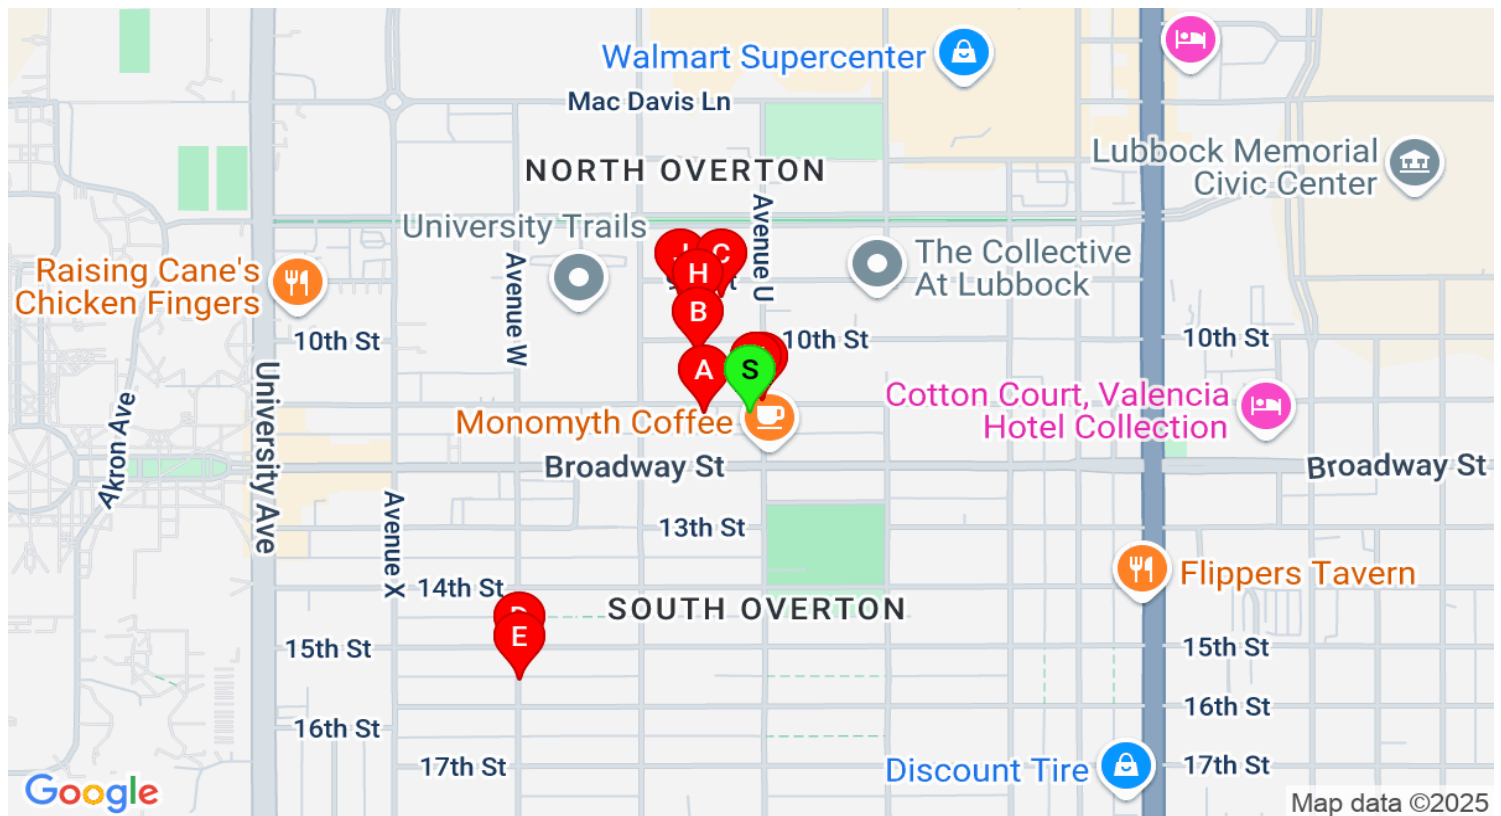 Walmart Supercenter
Mac Davis Ln
Lubbock Memorial
Civic Center
NORTH OVERTON
University Trails
Avenue U
The Collective
At Lubbock
Raising Cane's
Chicken Fingers
Avenue W
J
C
H
B
10th St
10th St
10th St
A
S
University Ave
Akron Ave
Monomyth Coffee
Cotton Court, Valencia
Hotel Collection
Broadway St
Broadway St
Avenue X
13th St
14th St
Flippers Tavern
SOUTH OVERTON
D
E
15th St
15th St
16th St
16th St
17th St
17th St
Discount Tire
Google
Map data ©2025